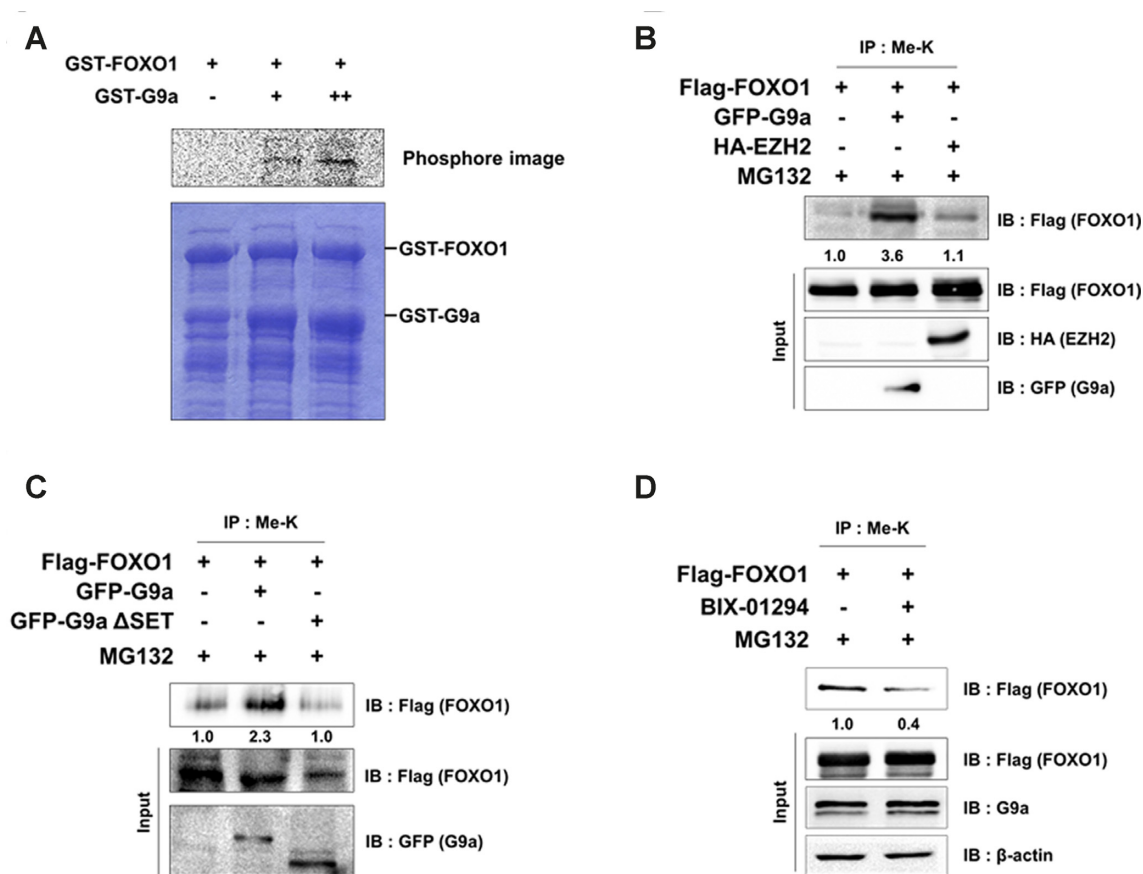 A
GST-FOXO1 + + +
GST-G9a - + ++
Phosphore image
GST-FOXO1
GST-G9a
B
IP : Me-K
Flag-FOXO1 + + +
GFP-G9a - + -
HA-EZH2 - - +
MG132 + + +
IB : Flag (FOXO1)
1.0 3.6 1.1
Input
IB : Flag (FOXO1)
IB : HA (EZH2)
IB : GFP (G9a)
C
IP : Me-K
Flag-FOXO1 + + +
GFP-G9a - + -
GFP-G9a ΔSET - - +
MG132 + + +
IB : Flag (FOXO1)
1.0 2.3 1.0
Input
IB : Flag (FOXO1)
IB : GFP (G9a)
D
IP : Me-K
Flag-FOXO1 + +
BIX-01294 - +
MG132 + +
IB : Flag (FOXO1)
1.0 0.4
Input
IB : Flag (FOXO1)
IB : G9a
IB : β-actin